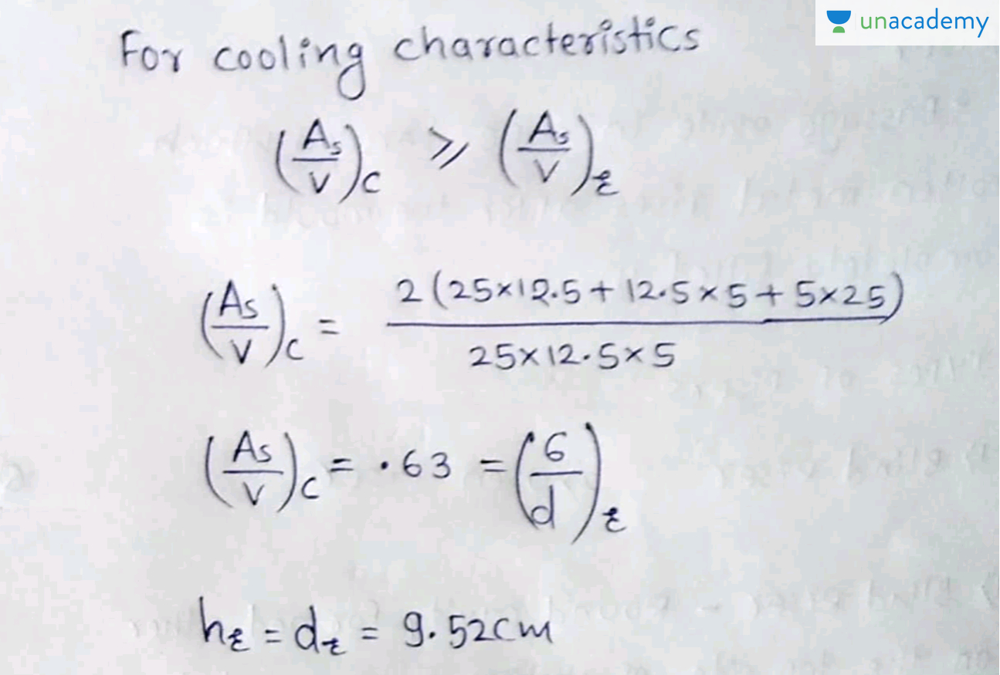 unacademy
For cooling characteristics
(As/V)c ⩾ (As/V)r
(As/V)c = 2(25×12.5+12.5×5+5×25)/25×12.5×5
(As/V)c = .63 = (6/d)r
hr = dr = 9.52cm